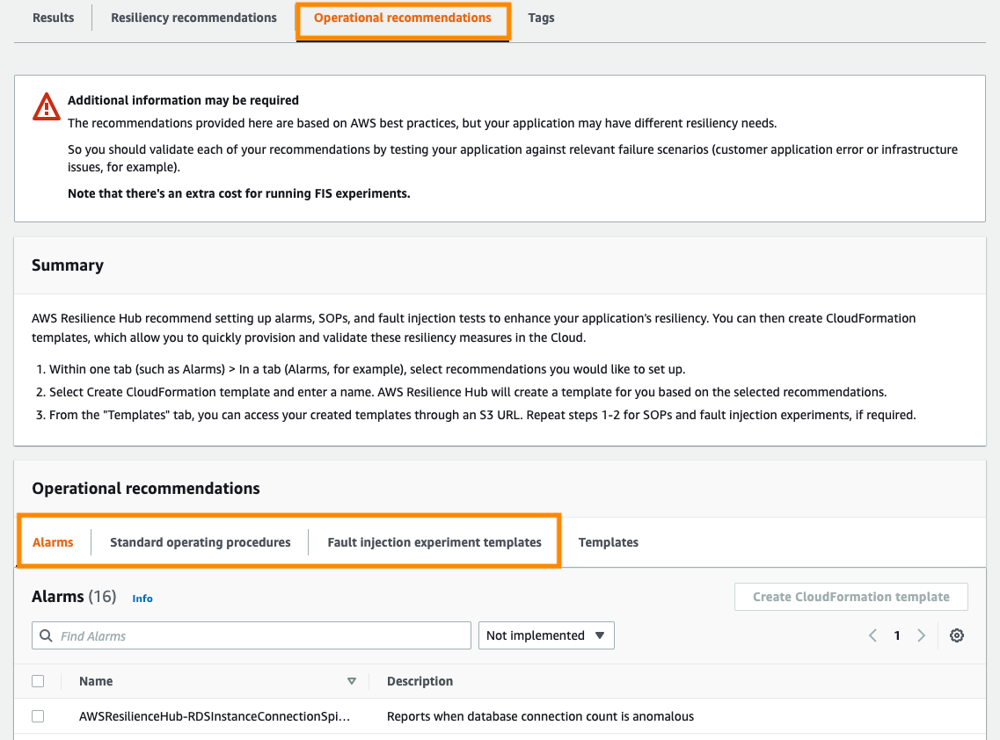 Results
Resiliency recommendations
Operational recommendations
Tags
Additional information may be required
The recommendations provided here are based on AWS best practices, but your application may have different resiliency needs.
So you should validate each of your recommendations by testing your application against relevant failure scenarios (customer application error or infrastructure
issues, for example).
Note that there's an extra cost for running FIS experiments.
Summary
AWS Resilience Hub recommend setting up alarms, SOPs, and fault injection tests to enhance your application's resiliency. You can then create CloudFormation
templates, which allow you to quickly provision and validate these resiliency measures in the Cloud.
1. Within one tab (such as Alarms) > In a tab (Alarms, for example), select recommendations you would like to set up.
2. Select Create CloudFormation template and enter a name. AWS Resilience Hub will create a template for you based on the selected recommendations.
3. From the "Templates" tab, you can access your created templates through an S3 URL. Repeat steps 1-2 for SOPs and fault injection experiments, if required.
Operational recommendations
Alarms
Standard operating procedures
Fault injection experiment templates
Templates
Alarms (16) Info
Create CloudFormation template
Find Alarms
Not implemented
1
Name
Description
AWSResilienceHub-RDSInstanceConnectionSpi...
Reports when database connection count is anomalous